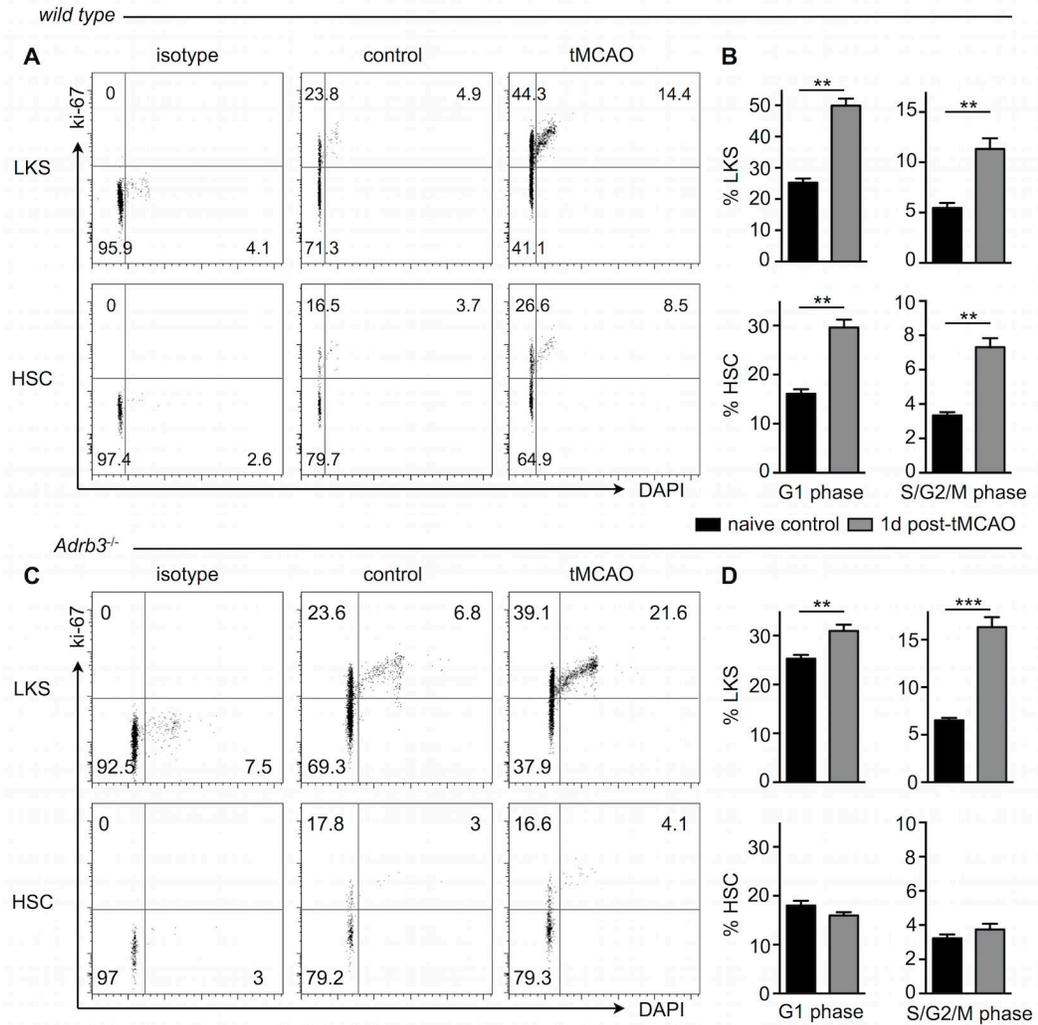 wild type
A
isotype
control
tMCAO
B
ki-67
LKS
0
95.9
4.1
23.8
4.9
71.3
44.3
14.4
41.1
% LKS
50
40
30
20
10
0
**
15
10
5
0
**
HSC
0
97.4
2.6
16.5
3.7
79.7
26.6
8.5
64.9
DAPI
% HSC
30
20
10
0
**
G1 phase
10
8
6
4
2
0
**
S/G2/M phase
naive control
1d post-tMCAO
Adrb3-/-
C
isotype
control
tMCAO
D
ki-67
LKS
0
92.5
7.5
23.6
6.8
69.3
39.1
21.6
37.9
% LKS
30
20
10
0
**
15
10
5
0
***
HSC
0
97
3
17.8
3
79.2
16.6
4.1
79.3
DAPI
% HSC
30
20
10
0
G1 phase
10
8
6
4
2
0
S/G2/M phase